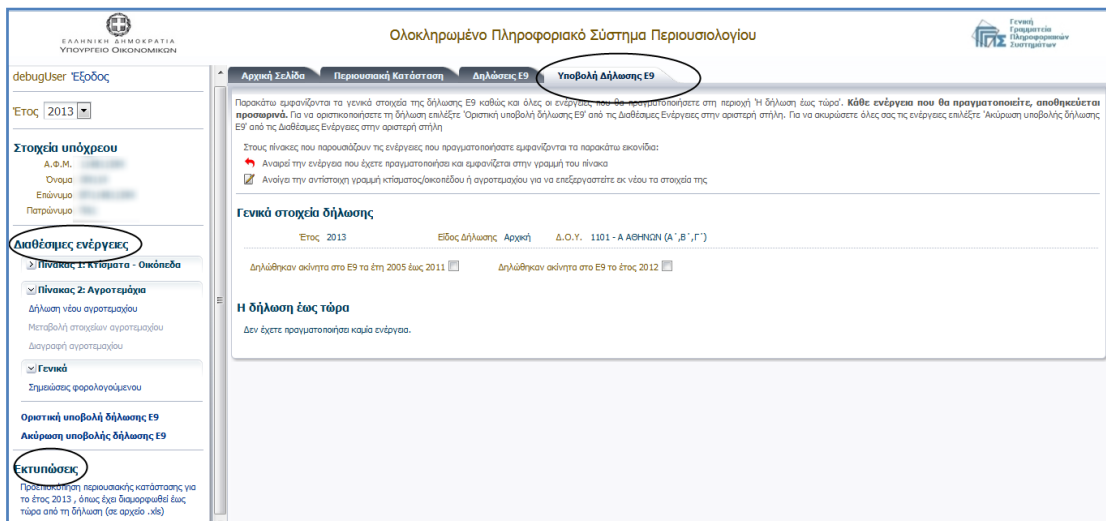 ΕΛΛΗΝΙΚΗ ΔΗΜΟΚΡΑΤΙΑ
ΥΠΟΥΡΓΕΙΟ ΟΙΚΟΝΟΜΙΚΩΝ
Ολοκληρωμένο Πληροφοριακό Σύστημα Περιουσιολογίου
Γενική
Γραμματεία
Πληροφοριακών
Συστημάτων
debugUser Έξοδος
Έτος 2013
Στοιχεία υπόχρεου
Α.Φ.Μ.
Όνομα
Επώνυμο
Πατρώνυμο
Διαθέσιμες ενέργειες
Πίνακας 1: Κτίσματα - Οικόπεδα
Πίνακας 2: Αγροτεμάχια
Δήλωση νέου αγροτεμαχίου
Μεταβολή στοιχείων αγροτεμαχίου
Διαγραφή αγροτεμαχίου
Γενικά
Σημειώσεις φορολογούμενου
Οριστική υποβολή δήλωσης Ε9
Ακύρωση υποβολής δήλωσης Ε9
Εκτυπώσεις
Προεπισκόπηση περιουσιακής κατάστασης για
το έτος 2013 , όπως έχει διαμορφωθεί έως
τώρα από τη δήλωση (σε αρχείο .xls)
Αρχική Σελίδα Περιουσιακή Κατάσταση Δηλώσεις Ε9 Υποβολή Δήλωσης Ε9
Παρακάτω εμφανίζονται τα γενικά στοιχεία της δήλωσης Ε9 καθώς και όλες οι ενέργειες που θα πραγματοποιήσετε στη περιοχή 'Η δήλωση έως τώρα'. Κάθε ενέργεια που θα πραγματοποιείτε, αποθηκεύεται
προσωρινά. Για να οριστικοποιήσετε τη δήλωση επιλέξτε 'Οριστική υποβολή δήλωσης Ε9' από τις Διαθέσιμες Ενέργειες στην αριστερή στήλη. Για να ακυρώσετε όλες σας τις ενέργειες επιλέξτε 'Ακύρωση υποβολής δήλωσης
Ε9' από τις Διαθέσιμες Ενέργειες στην αριστερή στήλη
Στους πίνακες που παρουσιάζουν τις ενέργειες που πραγματοποιήσατε εμφανίζονται τα παρακάτω εικονίδια:
Αναιρεί την ενέργεια που έχετε πραγματοποιήσει και εμφανίζεται στην γραμμή του πίνακα
Ανοίγει την αντίστοιχη γραμμή κτίσματος/οικοπέδου ή αγροτεμαχίου για να επεξεργαστείτε εκ νέου τα στοιχεία της
Γενικά στοιχεία δήλωσης
Έτος 2013 Είδος Δήλωσης Αρχική Δ.Ο.Υ. 1101 - Α ΑΘΗΝΩΝ (Α΄,Β΄,Γ΄)
Δηλώθηκαν ακίνητα στο Ε9 τα έτη 2005 έως 2011 Δηλώθηκαν ακίνητα στο Ε9 το έτος 2012
Η δήλωση έως τώρα
Δεν έχετε πραγματοποιήσει καμία ενέργεια.